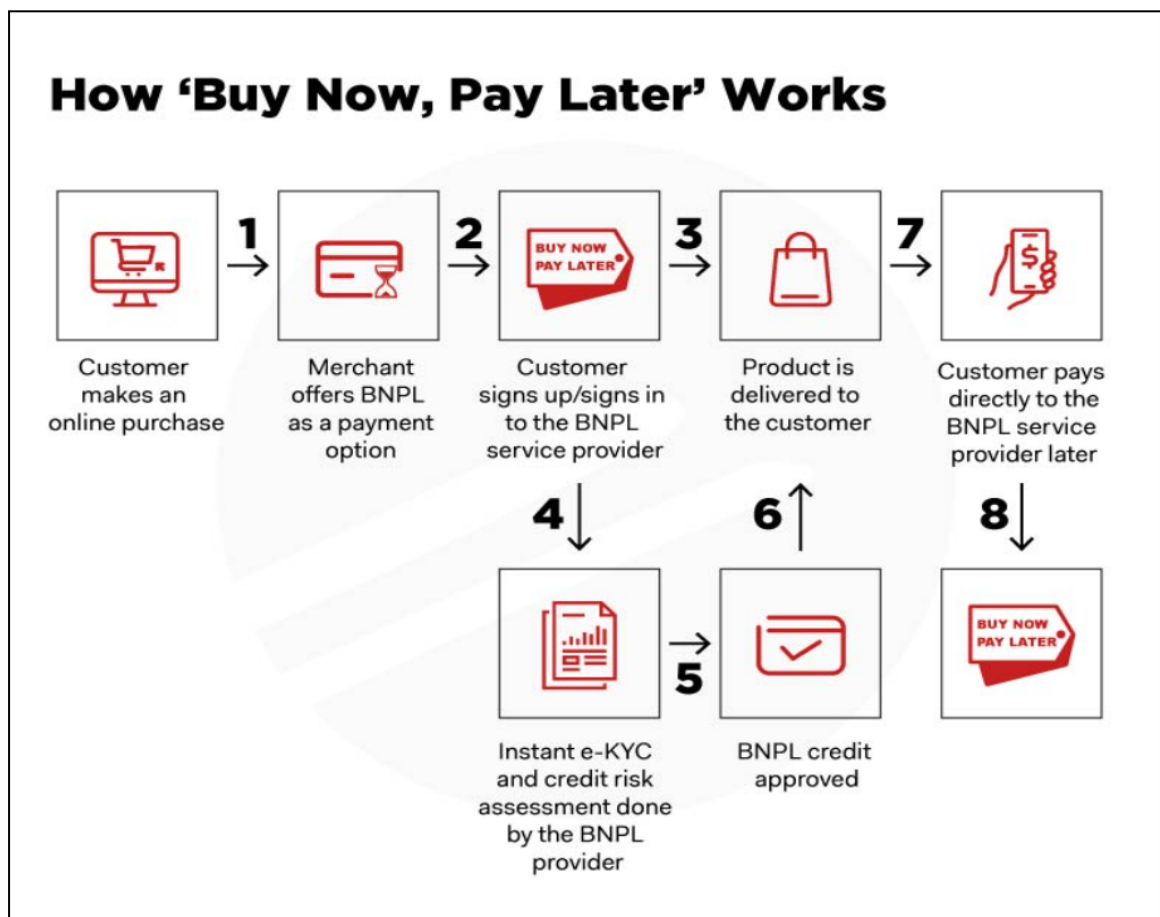 How ‘Buy Now, Pay Later’ Works
1
2
3
7
BUY NOW
PAY LATER
$
Customer
makes an
online purchase
Merchant
offers BNPL
as a payment
option
Customer
signs up/signs in
to the BNPL
service provider
Product is
delivered to
the customer
Customer pays
directly to the
BNPL service
provider later
4
6
8
5
BUY NOW
PAY LATER
Instant e-KYC
and credit risk
assessment done
by the BNPL
provider
BNPL credit
approved